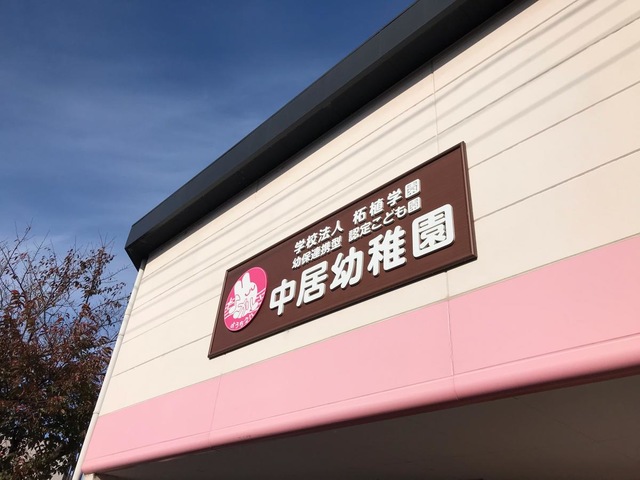 学校法人 柘植学園
幼保連携型 認定こども園
中居幼稚園